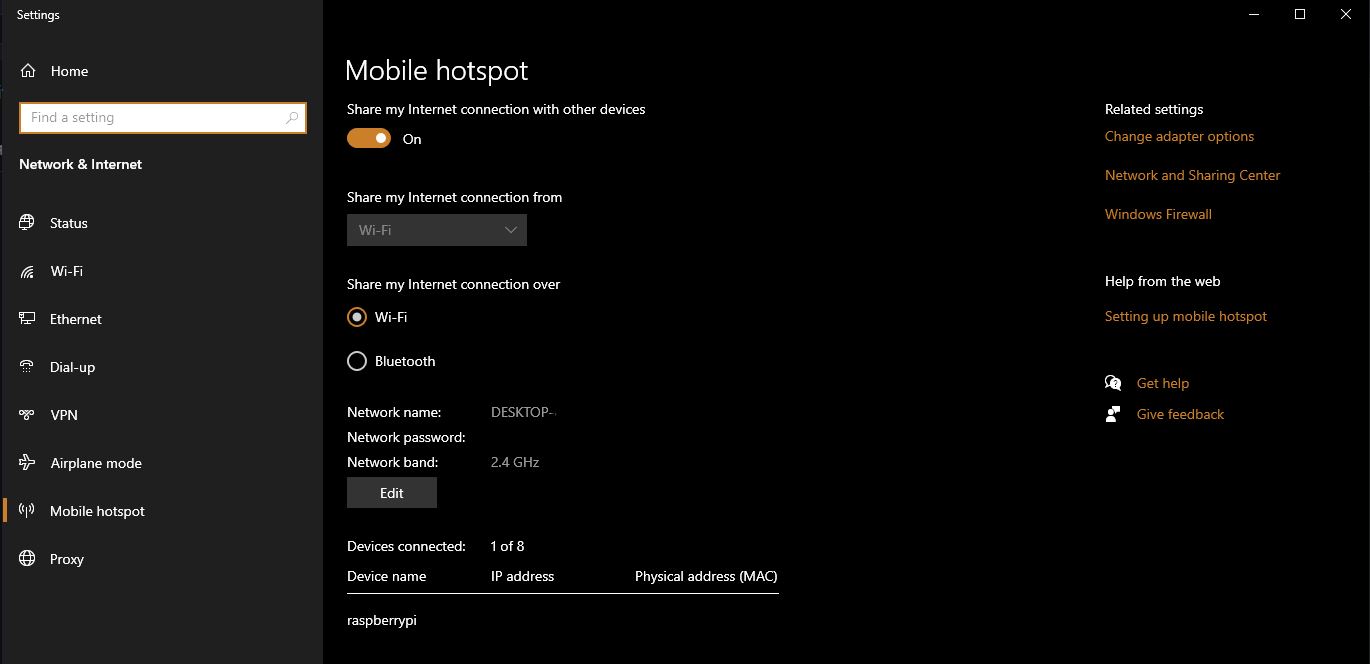 Settings
Home
Find a setting
Network & Internet
Status
Wi-Fi
Ethernet
Dial-up
VPN
Airplane mode
Mobile hotspot
Proxy
Mobile hotspot
Share my Internet connection with other devices
On
Share my Internet connection from
Wi-Fi
Share my Internet connection over
Wi-Fi
Bluetooth
Network name: DESKTOP-
Network password:
Network band: 2.4 GHz
Edit
Devices connected: 1 of 8
Device name IP address Physical address (MAC)
raspberrypi
Related settings
Change adapter options
Network and Sharing Center
Windows Firewall
Help from the web
Setting up mobile hotspot
Get help
Give feedback